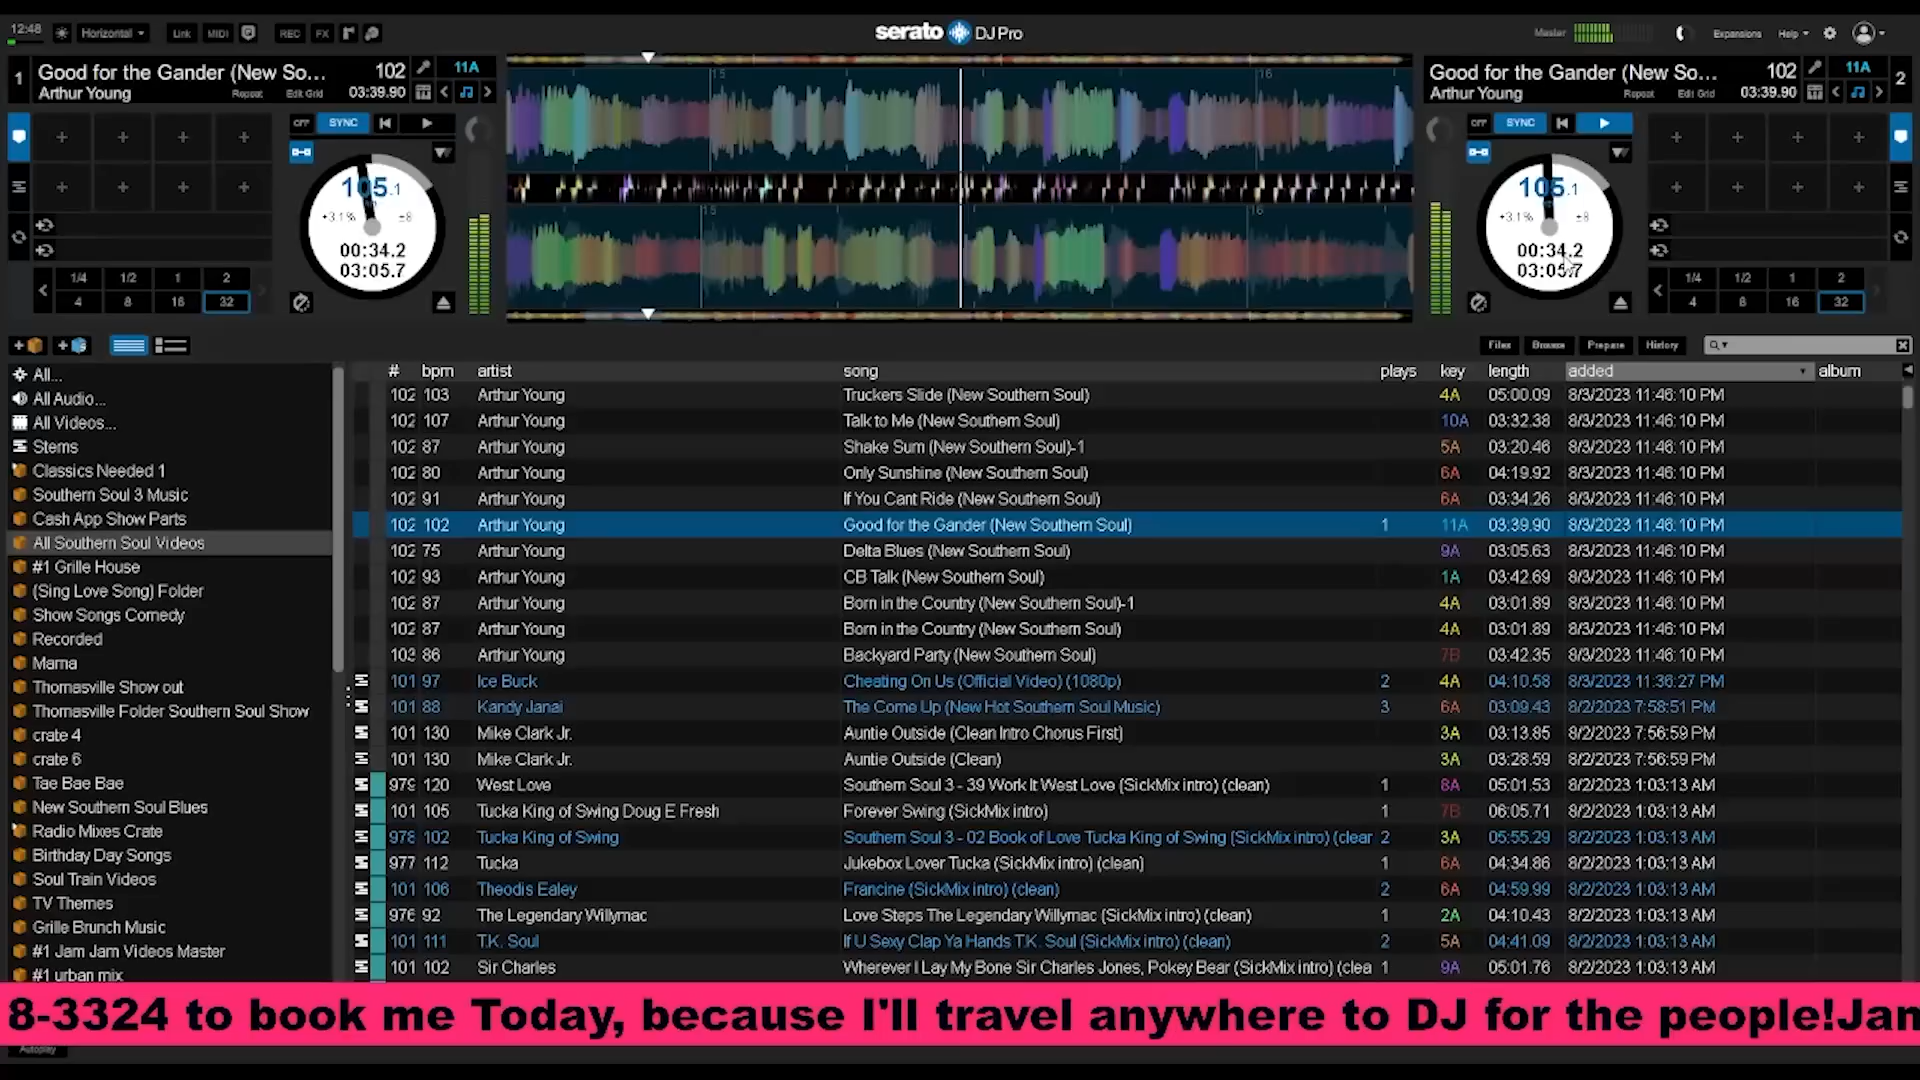 12:48 Horizontal Link MIDI REC FX serato DJ Pro Master Expansions Help
1 Good for the Gander (New So... 102 11A
Arthur Young Repeat Edit Grid 03:39.90
OFF SYNC
105.1
+3.1% ±8
00:34.2
03:05.7
1/4 1/2 1 2
4 8 16 32
15 16
15 16
Good for the Gander (New So... 102 11A 2
Arthur Young Repeat Edit Grid 03:39.90
OFF SYNC
105.1
+3.1% ±8
00:34.2
03:05.7
1/4 1/2 1 2
4 8 16 32
Files Browse Prepare History
All...
All Audio...
All Videos...
Stems
Classics Needed 1
Southern Soul 3 Music
Cash App Show Parts
All Southern Soul Videos
#1 Grille House
(Sing Love Song) Folder
Show Songs Comedy
Recorded
Mama
Thomasville Show out
Thomasville Folder Southern Soul Show
crate 4
crate 6
Tae Bae Bae
New Southern Soul Blues
Radio Mixes Crate
Birthday Day Songs
Soul Train Videos
TV Themes
Grille Brunch Music
#1 Jam Jam Videos Master
#1 urban mix
# bpm artist song plays key length added album
102 103 Arthur Young Truckers Slide (New Southern Soul) 4A 05:00.09 8/3/2023 11:46:10 PM
102 107 Arthur Young Talk to Me (New Southern Soul) 10A 03:32.38 8/3/2023 11:46:10 PM
102 87 Arthur Young Shake Sum (New Southern Soul)-1 5A 03:20.46 8/3/2023 11:46:10 PM
102 80 Arthur Young Only Sunshine (New Southern Soul) 6A 04:19.92 8/3/2023 11:46:10 PM
102 91 Arthur Young If You Cant Ride (New Southern Soul) 6A 03:34.26 8/3/2023 11:46:10 PM
102 102 Arthur Young Good for the Gander (New Southern Soul) 1 11A 03:39.90 8/3/2023 11:46:10 PM
102 75 Arthur Young Delta Blues (New Southern Soul) 9A 03:05.63 8/3/2023 11:46:10 PM
102 93 Arthur Young CB Talk (New Southern Soul) 1A 03:42.69 8/3/2023 11:46:10 PM
102 87 Arthur Young Born in the Country (New Southern Soul)-1 4A 03:01.89 8/3/2023 11:46:10 PM
102 87 Arthur Young Born in the Country (New Southern Soul) 4A 03:01.89 8/3/2023 11:46:10 PM
103 86 Arthur Young Backyard Party (New Southern Soul) 7B 03:42.35 8/3/2023 11:46:10 PM
101 97 Ice Buck Cheating On Us (Official Video) (1080p) 2 4A 04:10.58 8/3/2023 11:36:27 PM
101 88 Kandy Janai The Come Up (New Hot Southern Soul Music) 3 6A 03:09.43 8/2/2023 7:58:51 PM
101 130 Mike Clark Jr. Auntie Outside (Clean Intro Chorus First) 3A 03:13.85 8/2/2023 7:56:59 PM
101 130 Mike Clark Jr. Auntie Outside (Clean) 3A 03:28.59 8/2/2023 7:56:59 PM
979 120 West Love Southern Soul 3 - 39 Work It West Love (SickMix intro) (clean) 1 8A 05:01.53 8/2/2023 1:03:13 AM
101 105 Tucka King of Swing Doug E Fresh Forever Swing (SickMix intro) 1 7B 06:05.71 8/2/2023 1:03:13 AM
978 102 Tucka King of Swing Southern Soul 3 - 02 Book of Love Tucka King of Swing (SickMix intro) (clear 2 3A 05:55.29 8/2/2023 1:03:13 AM
977 112 Tucka Jukebox Lover Tucka (SickMix intro) (clean) 1 6A 04:34.86 8/2/2023 1:03:13 AM
101 106 Theodis Ealey Francine (SickMix intro) (clean) 2 6A 04:59.99 8/2/2023 1:03:13 AM
976 92 The Legendary Willymac Love Steps The Legendary Willymac (SickMix intro) (clean) 1 2A 04:10.43 8/2/2023 1:03:13 AM
101 111 T.K. Soul If U Sexy Clap Ya Hands T.K. Soul (SickMix intro) (clean) 2 5A 04:41.09 8/2/2023 1:03:13 AM
101 102 Sir Charles Wherever I Lay My Bone Sir Charles Jones, Pokey Bear (SickMix intro) (clea 1 9A 05:01.76 8/2/2023 1:03:13 AM
8-3324 to book me Today, because I'll travel anywhere to DJ for the people!Jan
Autoplay